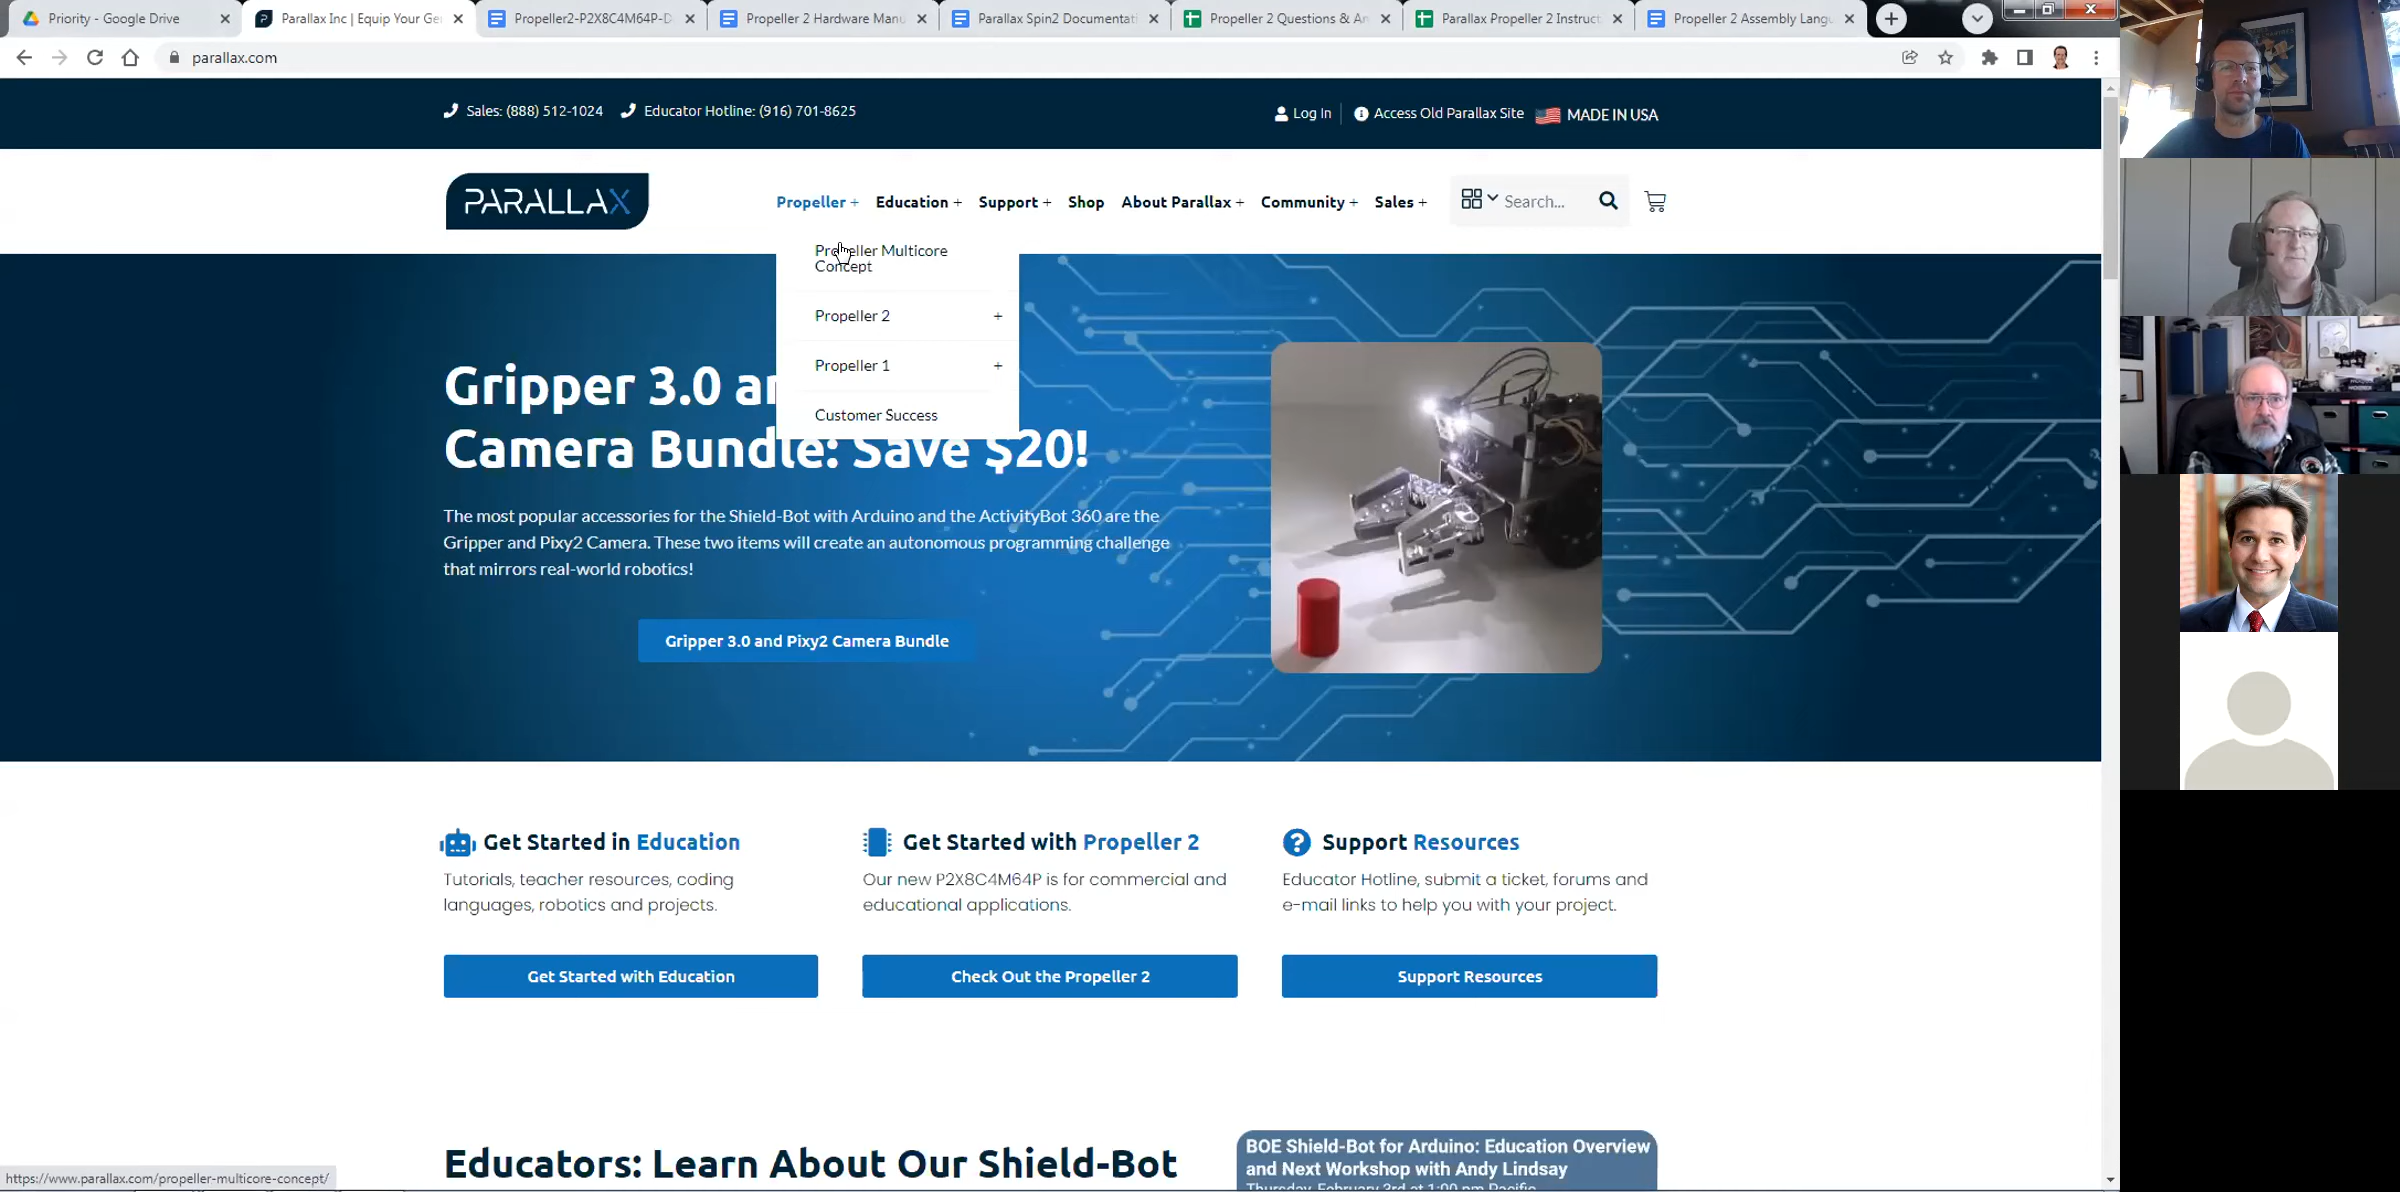 Priority - Google Drive
Parallax Inc | Equip Your Ge
Propeller2-P2X8C4M64P-D
Propeller 2 Hardware Manu
Parallax Spin2 Documentati
Propeller 2 Questions & An
Parallax Propeller 2 Instruct
Propeller 2 Assembly Langu
parallax.com
Sales: (888) 512-1024
Educator Hotline: (916) 701-8625
Log In
Access Old Parallax Site
MADE IN USA
PARALLAX
Propeller +
Education +
Support +
Shop
About Parallax +
Community +
Sales +
Search...
Propeller Multicore
Concept
Propeller 2 +
Propeller 1 +
Customer Success
Gripper 3.0 a
Camera Bundle: Save $20!
The most popular accessories for the Shield-Bot with Arduino and the ActivityBot 360 are the
Gripper and Pixy2 Camera. These two items will create an autonomous programming challenge
that mirrors real-world robotics!
Gripper 3.0 and Pixy2 Camera Bundle
Get Started in Education
Tutorials, teacher resources, coding
languages, robotics and projects.
Get Started with Education
Get Started with Propeller 2
Our new P2X8C4M64P is for commercial and
educational applications.
Check Out the Propeller 2
Support Resources
Educator Hotline, submit a ticket, forums and
e-mail links to help you with your project.
Support Resources
Educators: Learn About Our Shield-Bot
BOE Shield-Bot for Arduino: Education Overview
and Next Workshop with Andy Lindsay
Thursday, February 3rd at 1:00 pm Pacific
https://www.parallax.com/propeller-multicore-concept/